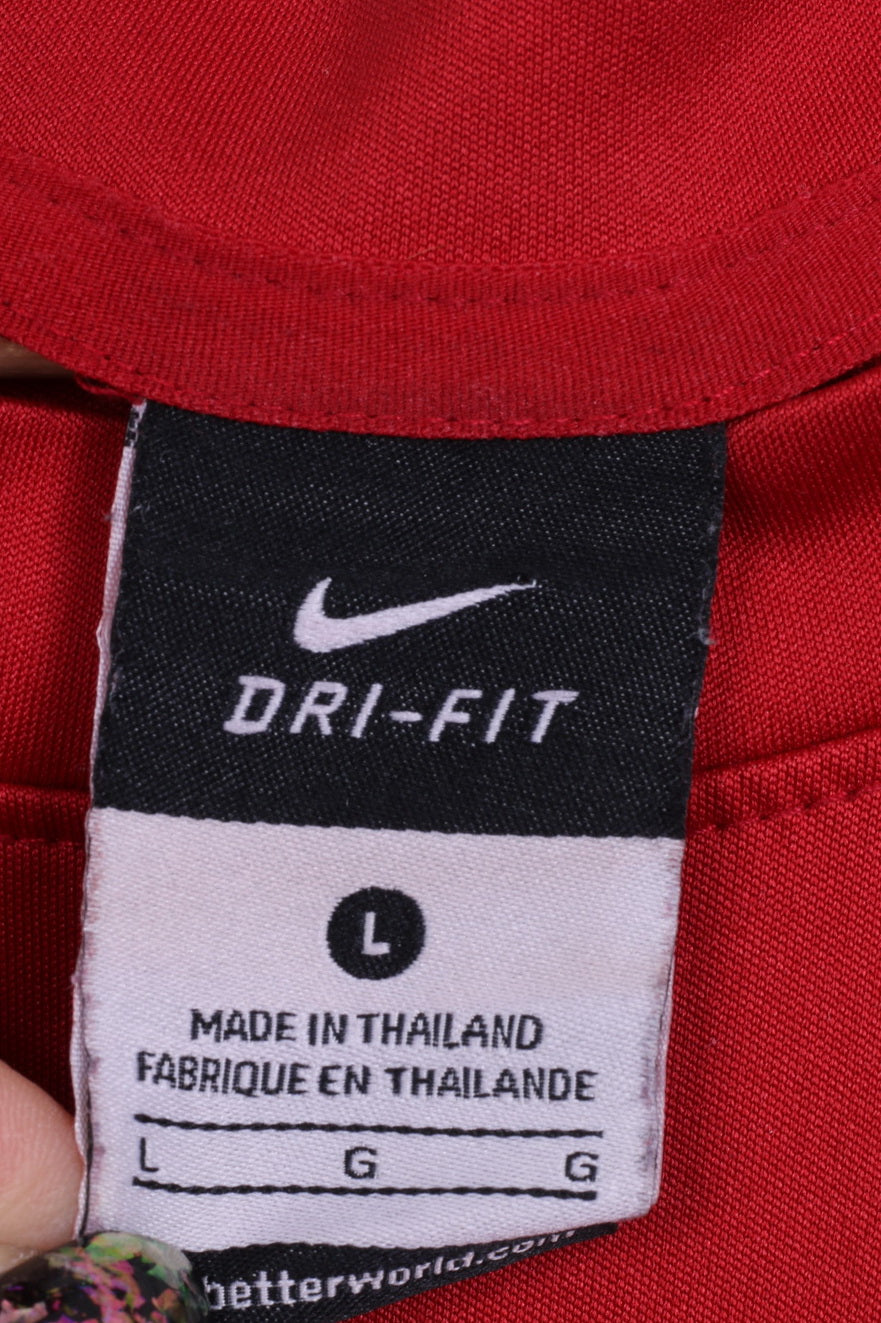 DRI-FIT
L
MADE IN THAILAND
FABRIQUE EN THAILANDE
L G G
betterworld.com